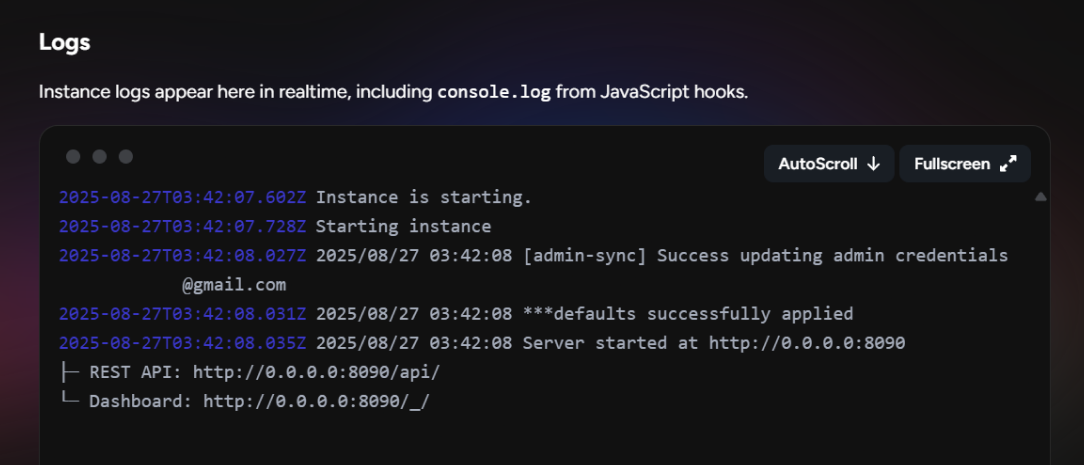 Logs
Instance logs appear here in realtime, including console.log from JavaScript hooks.
AutoScroll ↓ Fullscreen
2025-08-27T03:42:07.602Z Instance is starting.
2025-08-27T03:42:07.728Z Starting instance
2025-08-27T03:42:08.027Z 2025/08/27 03:42:08 [admin-sync] Success updating admin credentials
@gmail.com
2025-08-27T03:42:08.031Z 2025/08/27 03:42:08 ***defaults successfully applied
2025-08-27T03:42:08.035Z 2025/08/27 03:42:08 Server started at http://0.0.0.0:8090
├─ REST API: http://0.0.0.0:8090/api/
└─ Dashboard: http://0.0.0.0:8090/_/